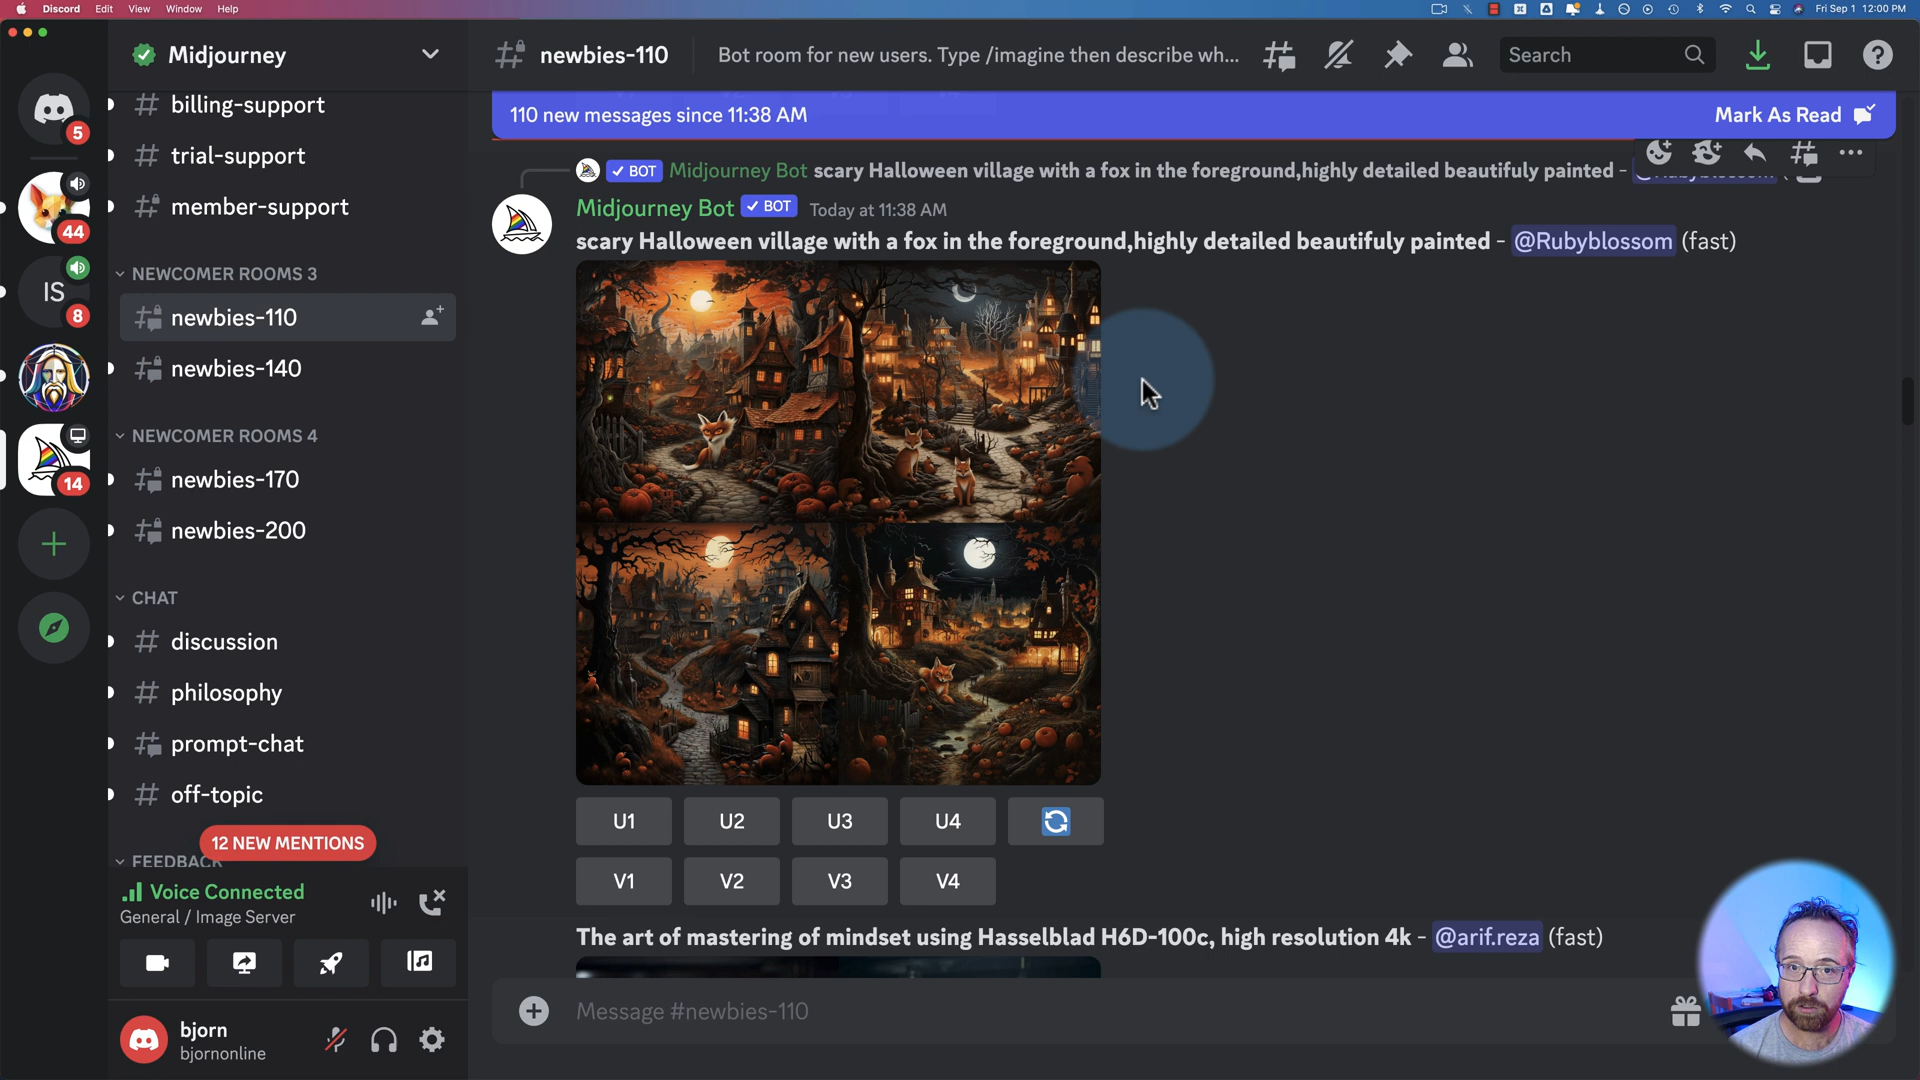 Discord Edit View Window Help
Fri Sep 1 12:00 PM
Midjourney
newbies-110
Bot room for new users. Type /imagine then describe wh...
Search
110 new messages since 11:38 AM
Mark As Read
5
44
IS
8
14
billing-support
trial-support
member-support
NEWCOMER ROOMS 3
newbies-110
newbies-140
NEWCOMER ROOMS 4
newbies-170
newbies-200
CHAT
discussion
philosophy
prompt-chat
off-topic
12 NEW MENTIONS
FEEDBACK
Voice Connected
General / Image Server
bjorn
bjornonline
BOT Midjourney Bot scary Halloween village with a fox in the foreground,highly detailed beautifuly painted - @Rubyblossom
Midjourney Bot BOT Today at 11:38 AM
scary Halloween village with a fox in the foreground,highly detailed beautifuly painted - @Rubyblossom (fast)
U1 U2 U3 U4
V1 V2 V3 V4
The art of mastering of mindset using Hasselblad H6D-100c, high resolution 4k - @arif.reza (fast)
Message #newbies-110